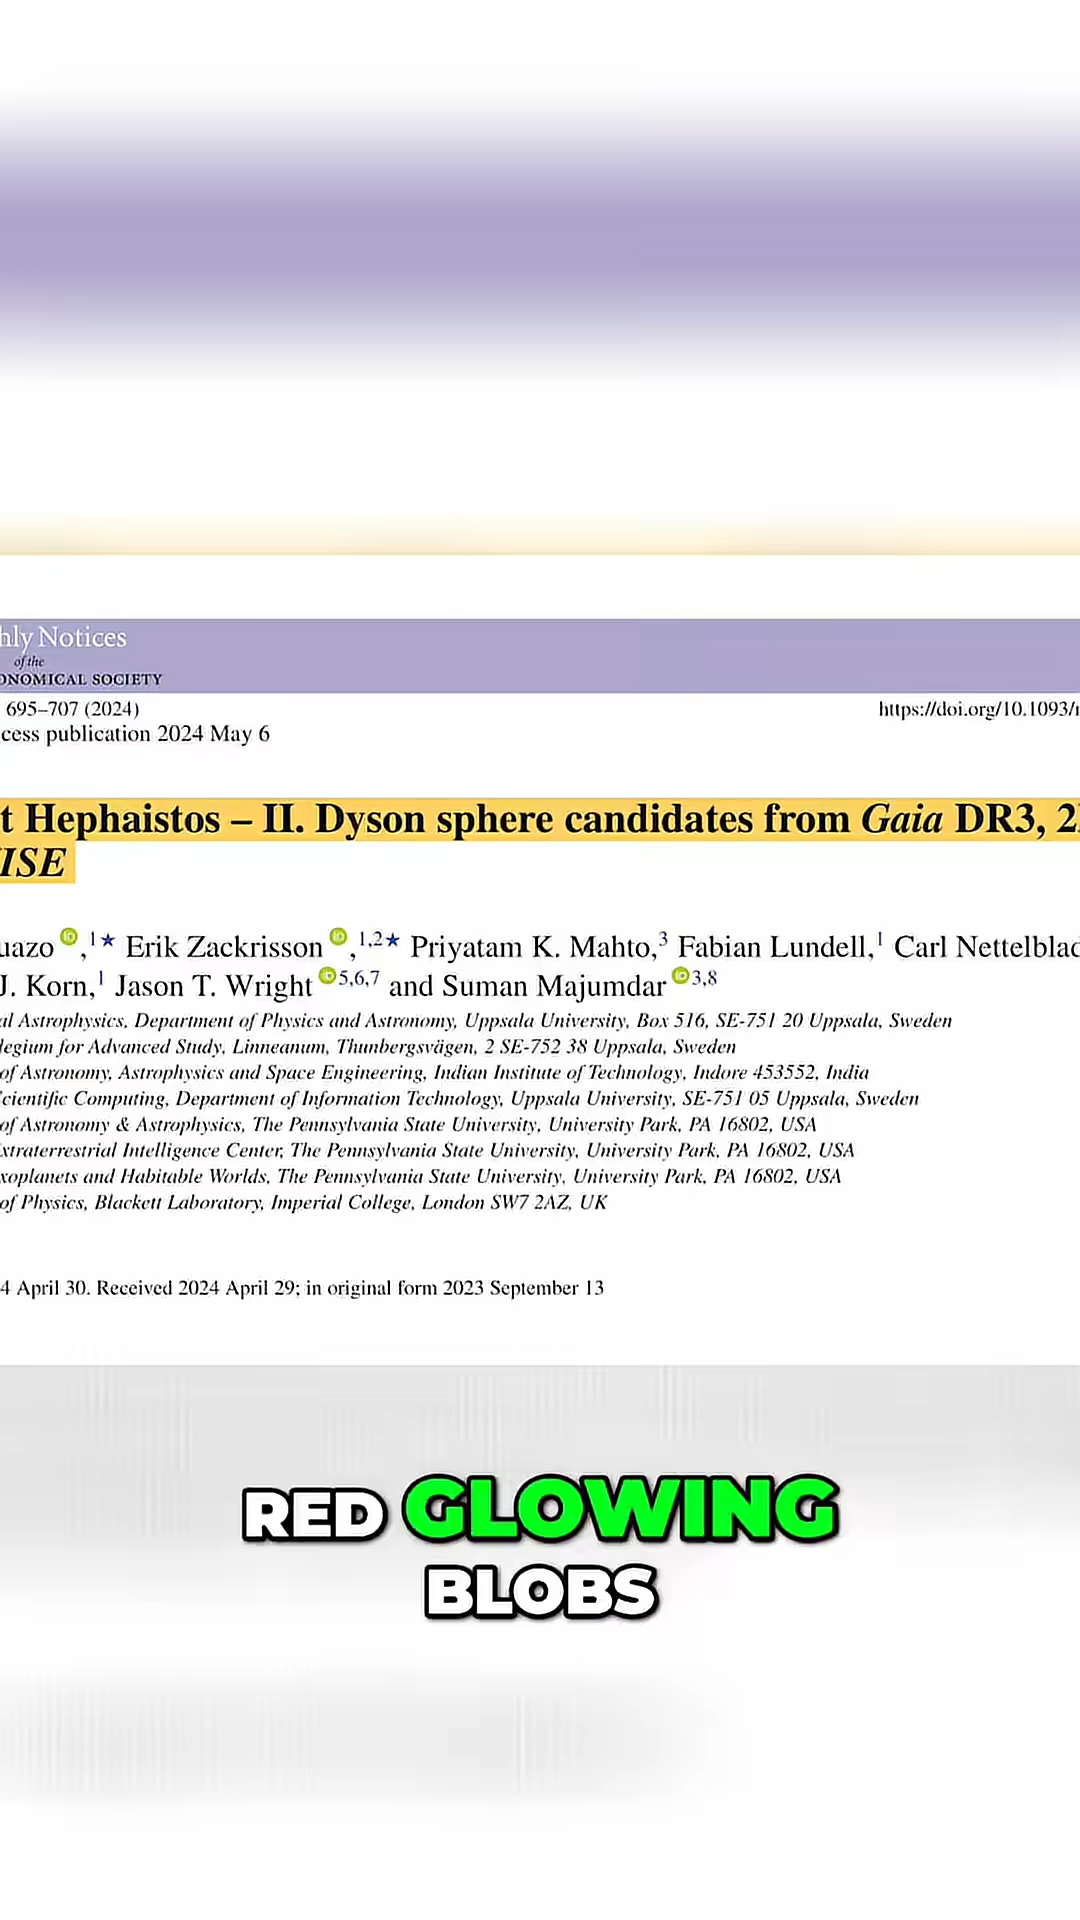 hly Notices
of the
ONOMICAL SOCIETY
695–707 (2024)
https://doi.org/10.1093/
cess publication 2024 May 6
t Hephaistos – II. Dyson sphere candidates from Gaia DR3, 2
ISE
uazo , 1★ Erik Zackrisson , 1,2★ Priyatam K. Mahto,3 Fabian Lundell,1 Carl Nettelblad
J. Korn,1 Jason T. Wright 5,6,7 and Suman Majumdar 3,8
al Astrophysics, Department of Physics and Astronomy, Uppsala University, Box 516, SE-751 20 Uppsala, Sweden
legium for Advanced Study, Linneanum, Thunbergsvägen, 2 SE-752 38 Uppsala, Sweden
of Astronomy, Astrophysics and Space Engineering, Indian Institute of Technology, Indore 453552, India
cientific Computing, Department of Information Technology, Uppsala University, SE-751 05 Uppsala, Sweden
of Astronomy & Astrophysics, The Pennsylvania State University, University Park, PA 16802, USA
xtraterrestrial Intelligence Center, The Pennsylvania State University, University Park, PA 16802, USA
xoplanets and Habitable Worlds, The Pennsylvania State University, University Park, PA 16802, USA
of Physics, Blackett Laboratory, Imperial College, London SW7 2AZ, UK
4 April 30. Received 2024 April 29; in original form 2023 September 13
RED GLOWING
BLOBS